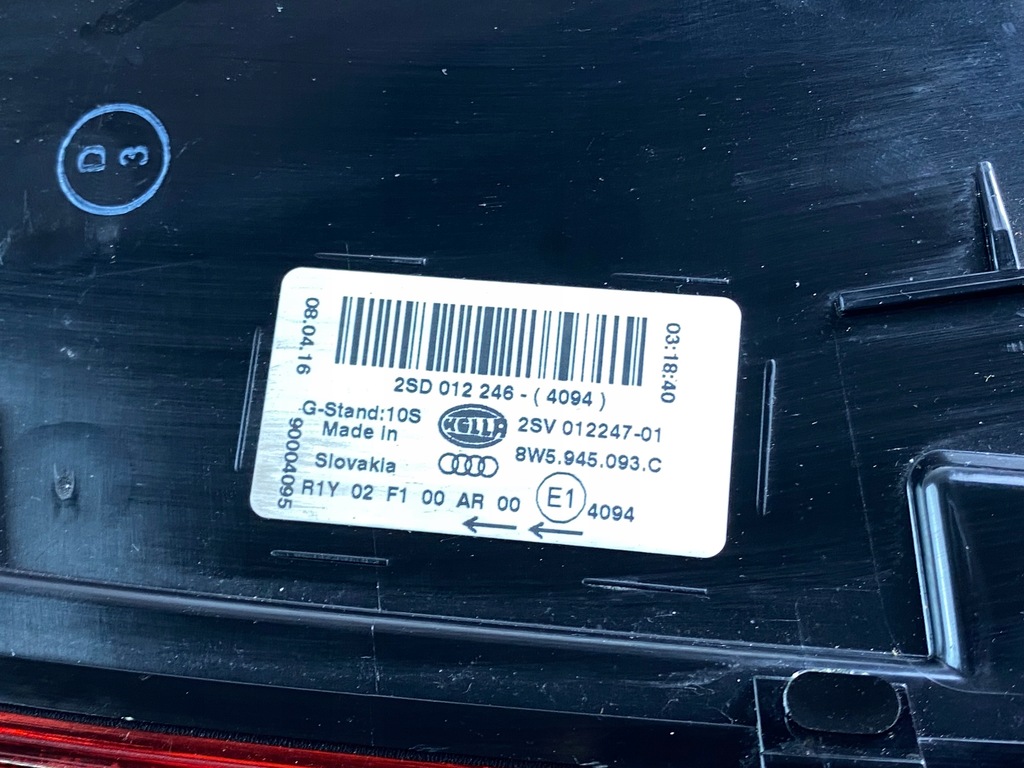 D
3
08.04.16
03:18:40
2SD 012 246 - ( 4094 )
G-Stand:10S
HELLA
2SV 012247-01
Made in
8W5.945.093.C
Slovakia
90004095
R1Y 02 F1 00 AR 00
E1
4094